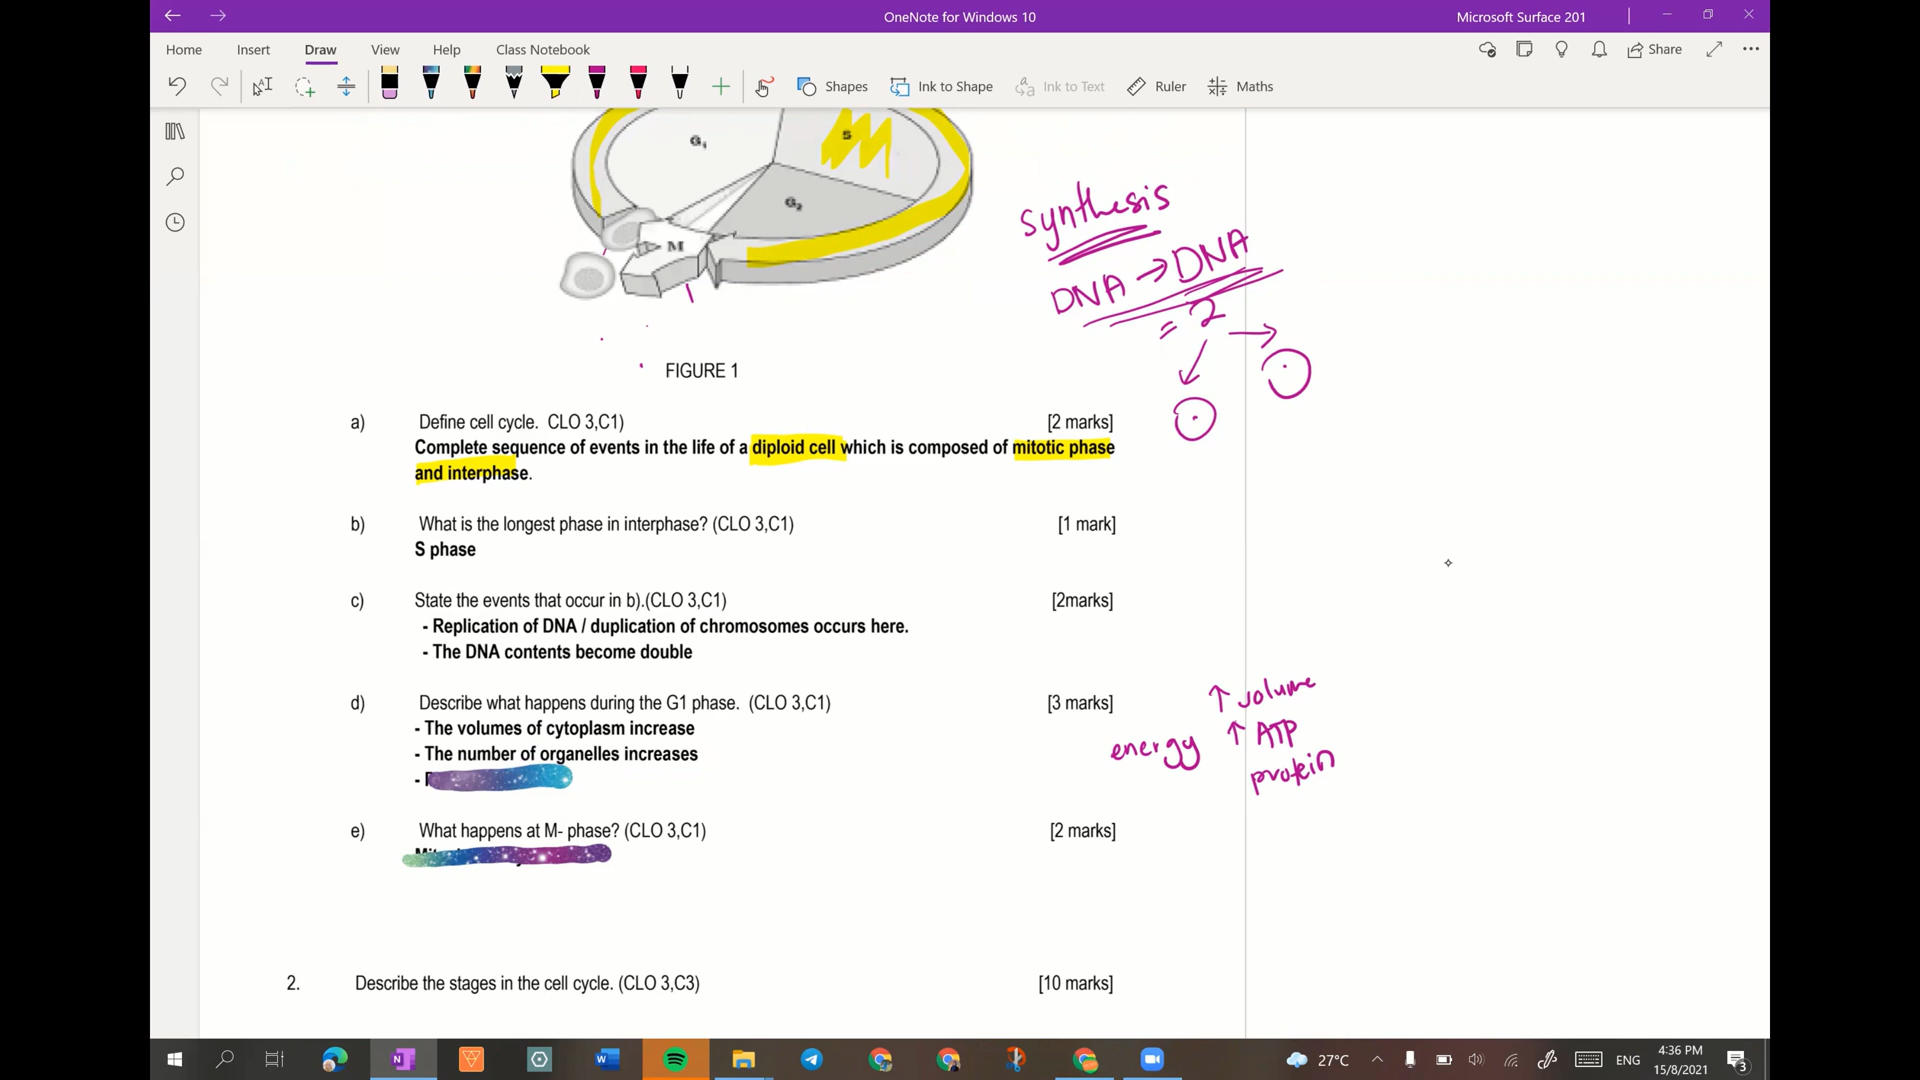 OneNote for Windows 10
Microsoft Surface 201
Home Insert Draw View Help Class Notebook
Share
Shapes Ink to Shape Ink to Text Ruler Maths
G₁
S
G₂
M
synthesis
DNA → DNA
= 2
FIGURE 1
a) Define cell cycle. CLO 3,C1) [2 marks]
Complete sequence of events in the life of a diploid cell which is composed of mitotic phase
and interphase.
b) What is the longest phase in interphase? (CLO 3,C1) [1 mark]
S phase
c) State the events that occur in b).(CLO 3,C1) [2marks]
- Replication of DNA / duplication of chromosomes occurs here.
- The DNA contents become double
d) Describe what happens during the G1 phase. (CLO 3,C1) [3 marks]
- The volumes of cytoplasm increase
- The number of organelles increases
-
↑ volume
energy ↑ ATP
protein
e) What happens at M- phase? (CLO 3,C1) [2 marks]
2. Describe the stages in the cell cycle. (CLO 3,C3) [10 marks]
27°C
ENG
4:36 PM
15/8/2021
3